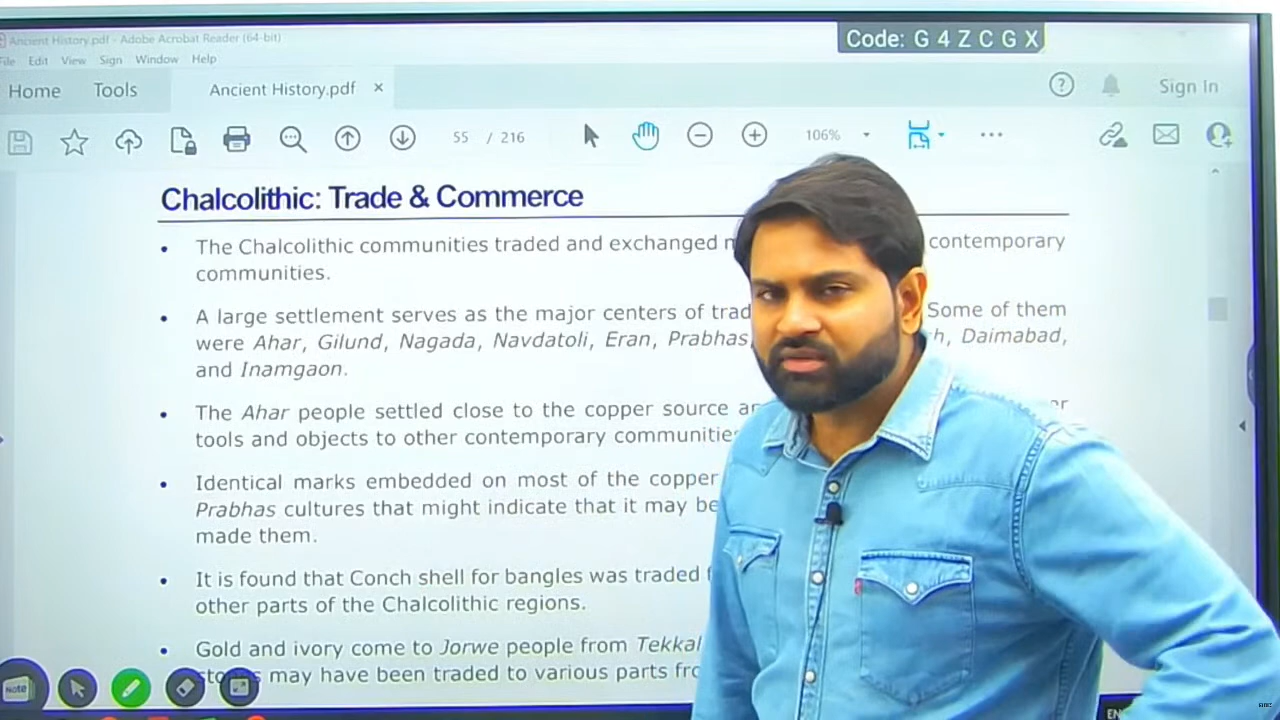 Ancient History.pdf - Adobe Acrobat Reader (64-bit)
Code: G 4 Z C G X
File Edit View Sign Window Help
Home Tools Ancient History.pdf × ? Sign In
55 / 216 106%
Chalcolithic: Trade & Commerce
• The Chalcolithic communities traded and exchanged contemporary
communities.
• A large settlement serves as the major centers of Some of them
were Ahar, Gilund, Nagada, Navdatoli, Eran, Prabhas, Daimabad,
and Inamgaon.
• The Ahar people settled close to the copper source
tools and objects to other contemporary
• Identical marks embedded on most of the copper
Prabhas cultures that might indicate that it may be
made them.
• It is found that Conch shell for bangles was traded
other parts of the Chalcolithic regions.
• Gold and ivory come to Jorwe people from
may have been traded to various parts
Note